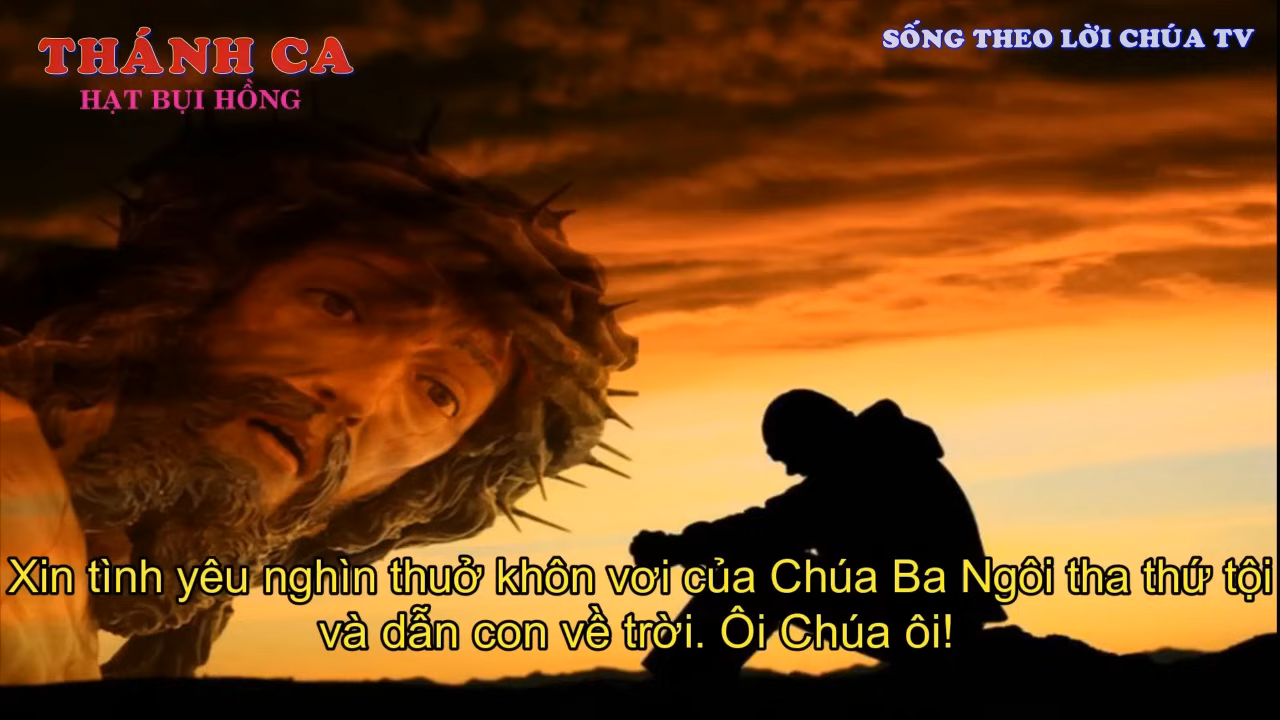 THÁNH CA
HẠT BỤI HỒNG
SỐNG THEO LỜI CHÚA TV
Xin tình yêu nghìn thuở khôn vơi của Chúa Ba Ngôi tha thứ tội
và dẫn con về trời. Ôi Chúa ôi!